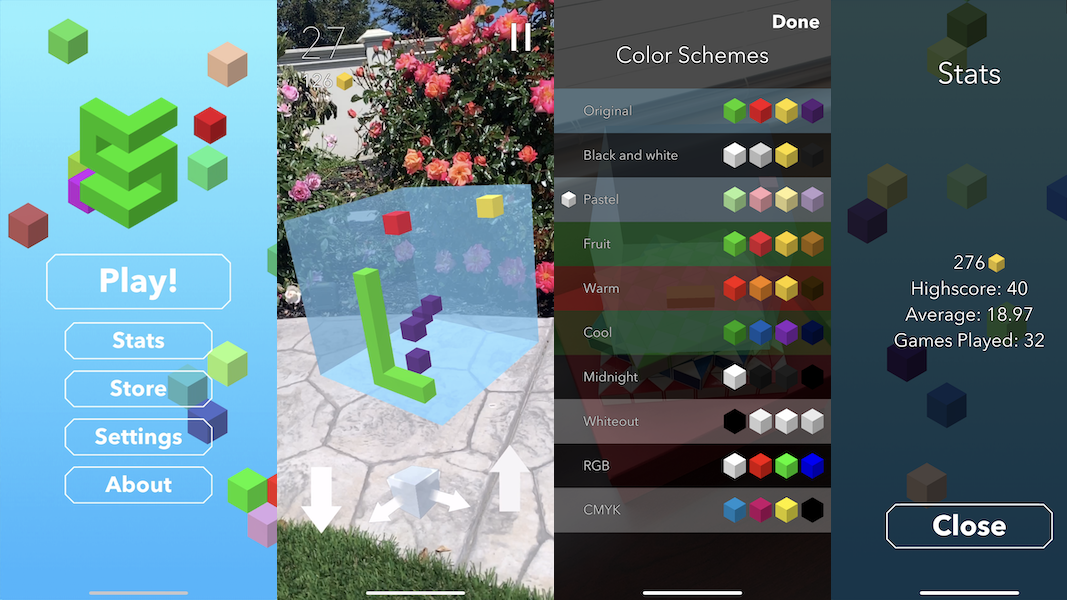 Play!
Stats
Store
Settings
About
27
126
Done
Color Schemes
Original
Black and white
Pastel
Fruit
Warm
Cool
Midnight
Whiteout
RGB
CMYK
Stats
276
Highscore: 40
Average: 18.97
Games Played: 32
Close